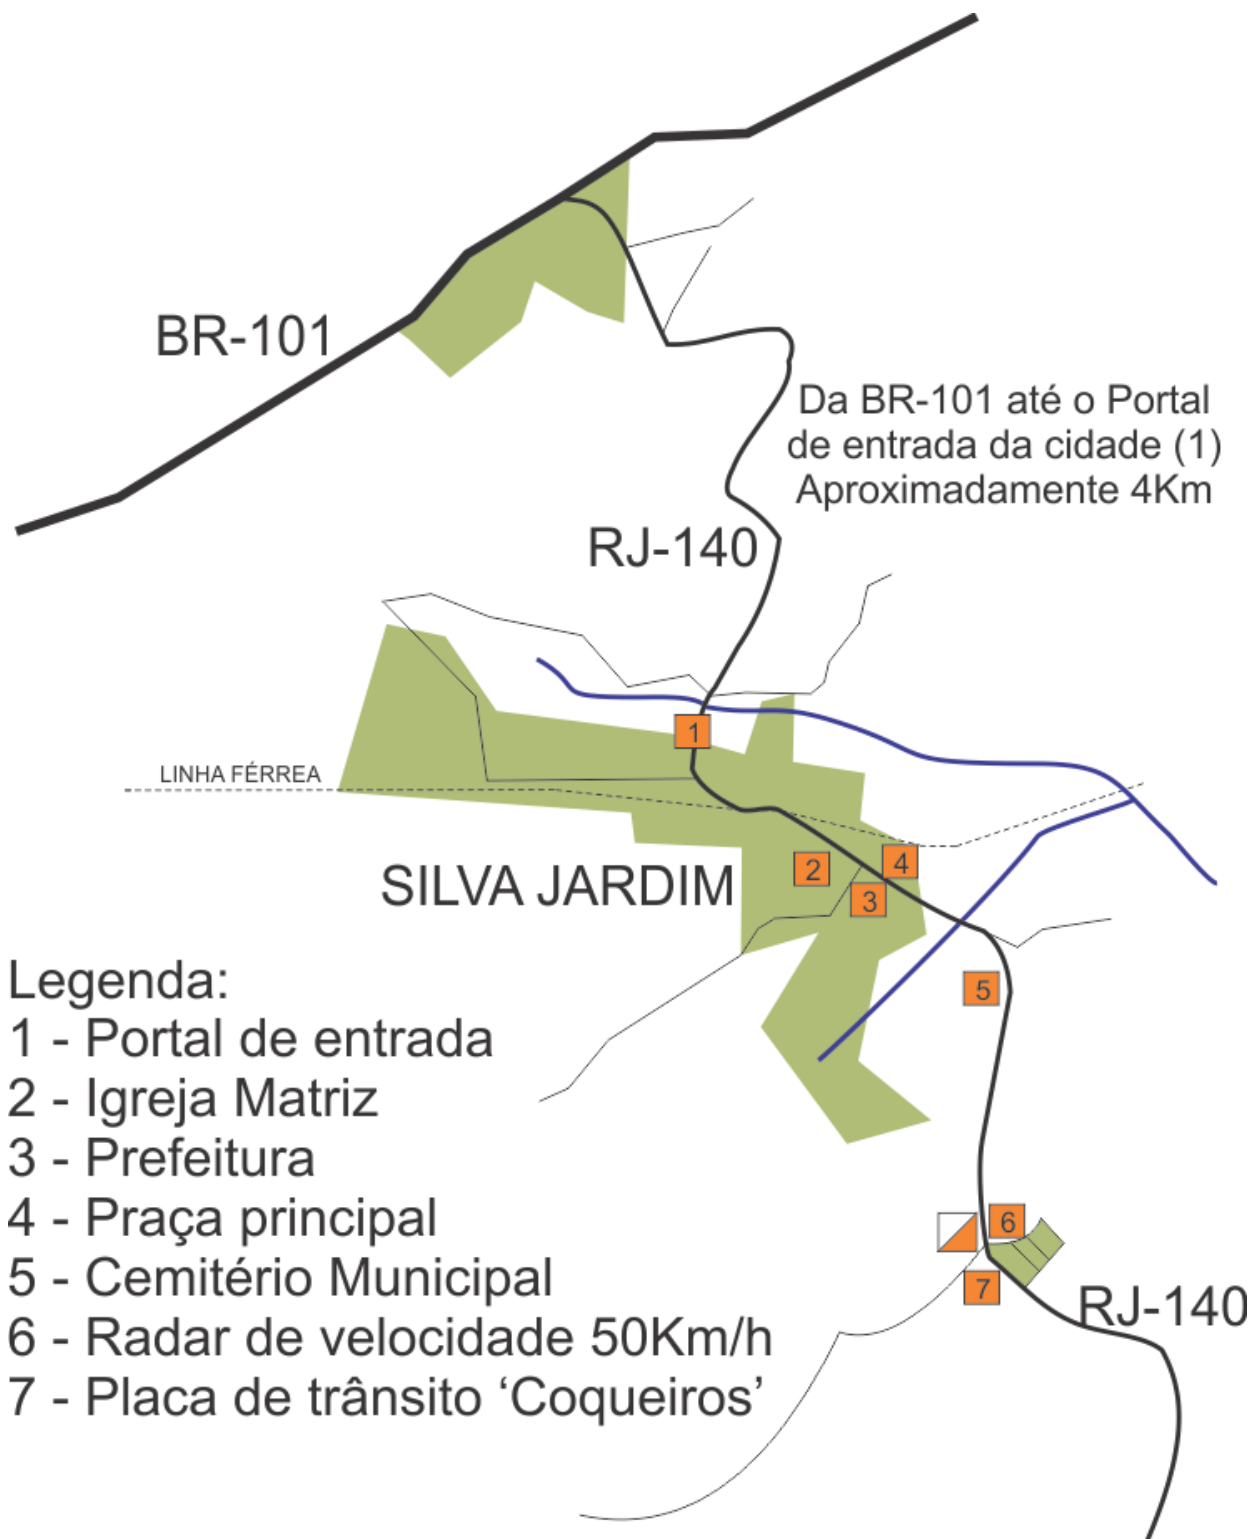 BR-101
Da BR-101 até o Portal
de entrada da cidade (1)
Aproximadamente 4Km
RJ-140
1
LINHA FÉRREA
2
4
3
SILVA JARDIM
5
Legenda:
1 - Portal de entrada
2 - Igreja Matriz
3 - Prefeitura
4 - Praça principal
5 - Cemitério Municipal
6 - Radar de velocidade 50Km/h
7 - Placa de trânsito ‘Coqueiros’
6
7
RJ-140